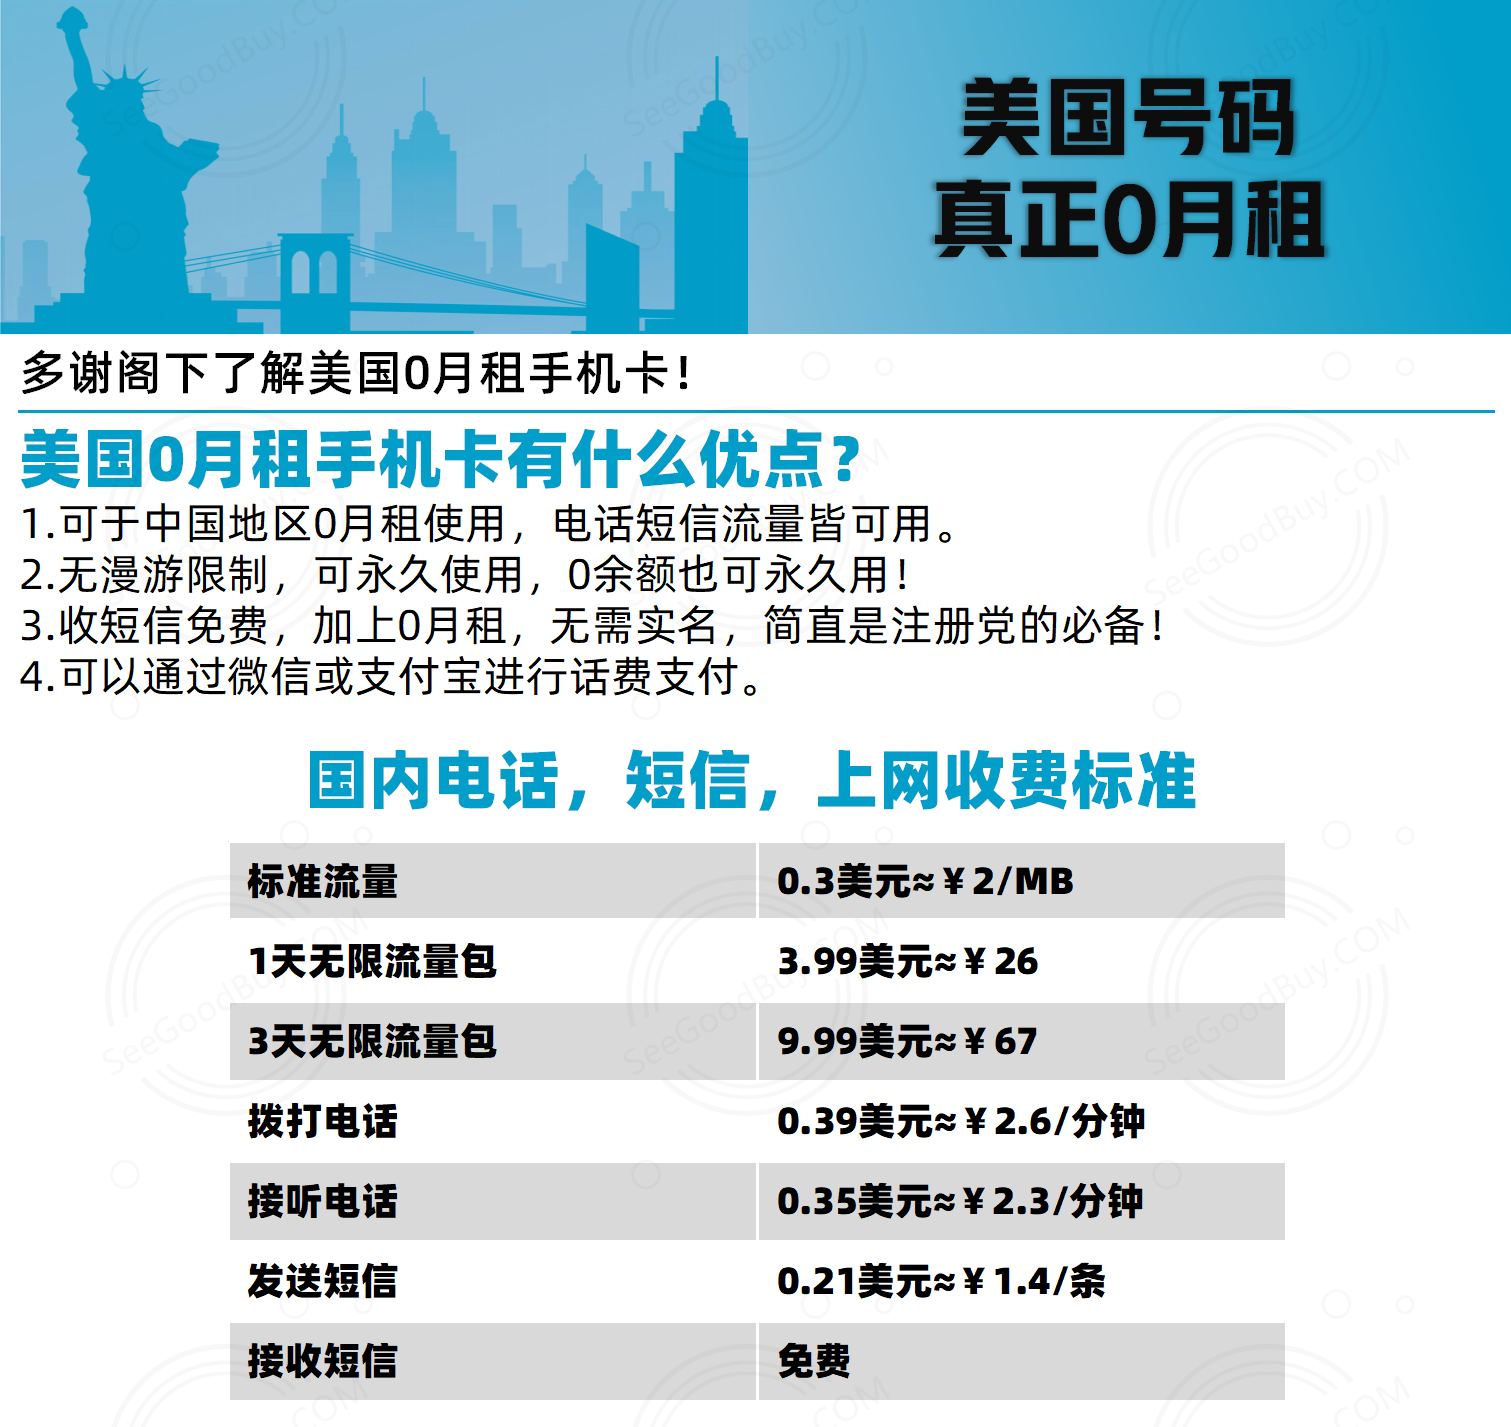 美国号码
真正0月租
多谢阁下了解美国0月租手机卡！
美国0月租手机卡有什么优点？
1.可于中国地区0月租使用，电话短信流量皆可用。
2.无漫游限制，可永久使用，0余额也可永久用！
3.收短信免费，加上0月租，无需实名，简直是注册党的必备！
4.可以通过微信或支付宝进行话费支付。
国内电话，短信，上网收费标准
标准流量 0.3美元≈¥2/MB
1天无限流量包 3.99美元≈¥26
3天无限流量包 9.99美元≈¥67
拨打电话 0.39美元≈¥2.6/分钟
接听电话 0.35美元≈¥2.3/分钟
发送短信 0.21美元≈¥1.4/条
接收短信 免费
SeeGoodBuy.COM